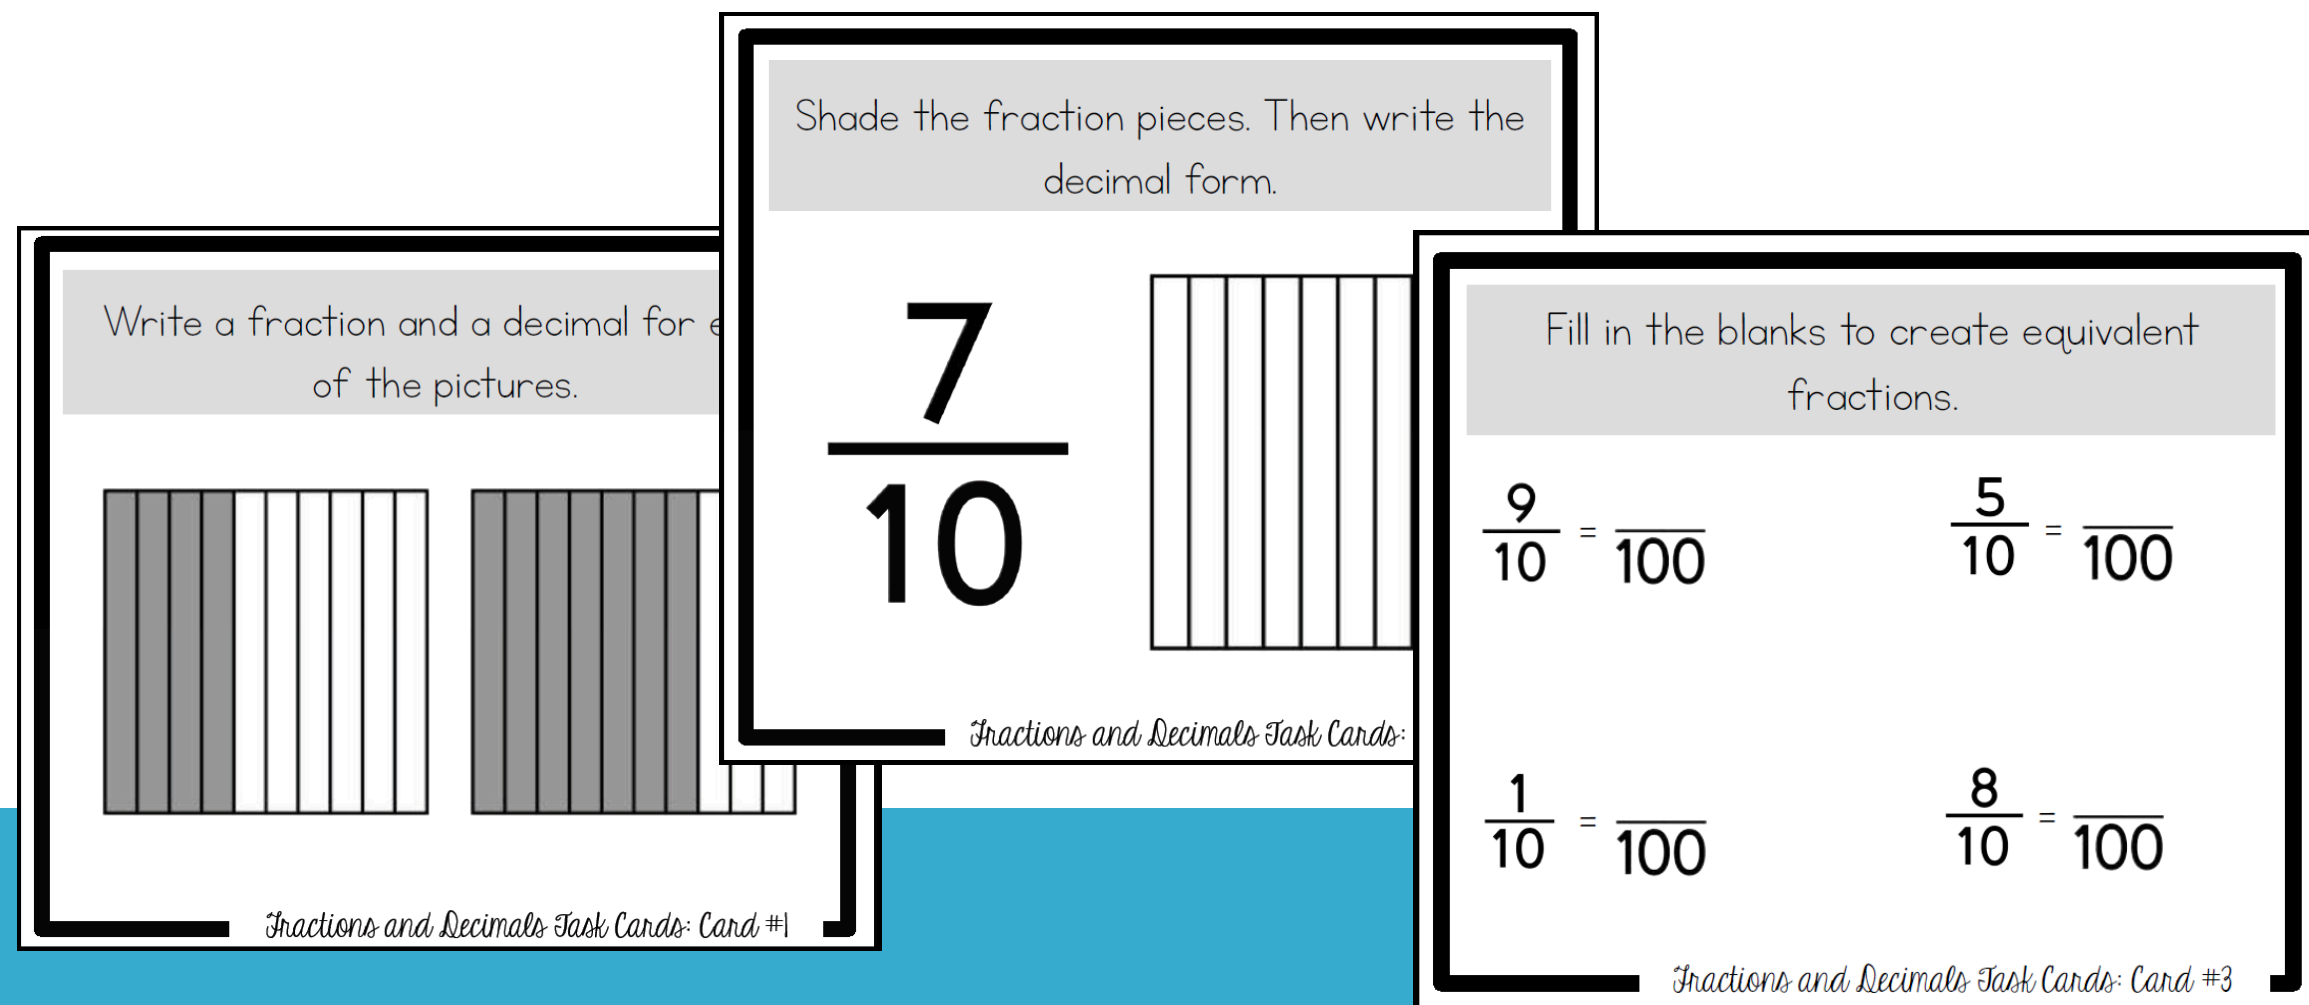 Write a fraction and a decimal for
of the pictures.
Fractions and Decimals Task Cards: Card #1
Shade the fraction pieces. Then write the
decimal form.
7
10
Fractions and Decimals Task Cards:
Fill in the blanks to create equivalent
fractions.
9 5
10 = 100 10 = 100
1 8
10 = 100 10 = 100
Fractions and Decimals Task Cards: Card #3